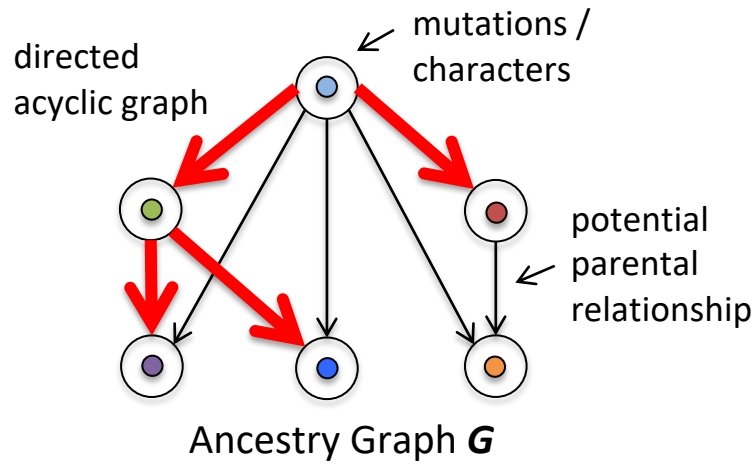 mutations /
characters
directed
acyclic graph
potential
parental
relationship
Ancestry Graph G